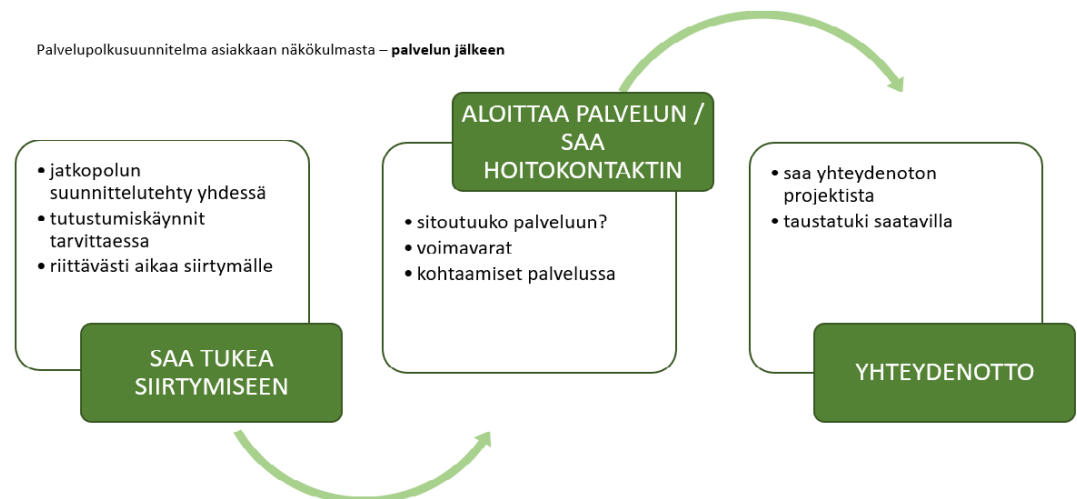 Palvelupolkusuunnitelma asiakkaan näkökulmasta – palvelun jälkeen
• jatkopolun
suunnittelutehty yhdessä
• tutustumiskäynnit
tarvittaessa
• riittävästi aikaa siirtymälle
SAA TUKEA
SIIRTYMISEEN
ALOITTAA PALVELUN /
SAA
HOITOKONTAKTIN
• sitoutuuko palveluun?
• voimavarat
• kohtaamiset palvelussa
• saa yhteydenoton
projektista
• taustatuki saatavilla
YHTEYDENOTTO